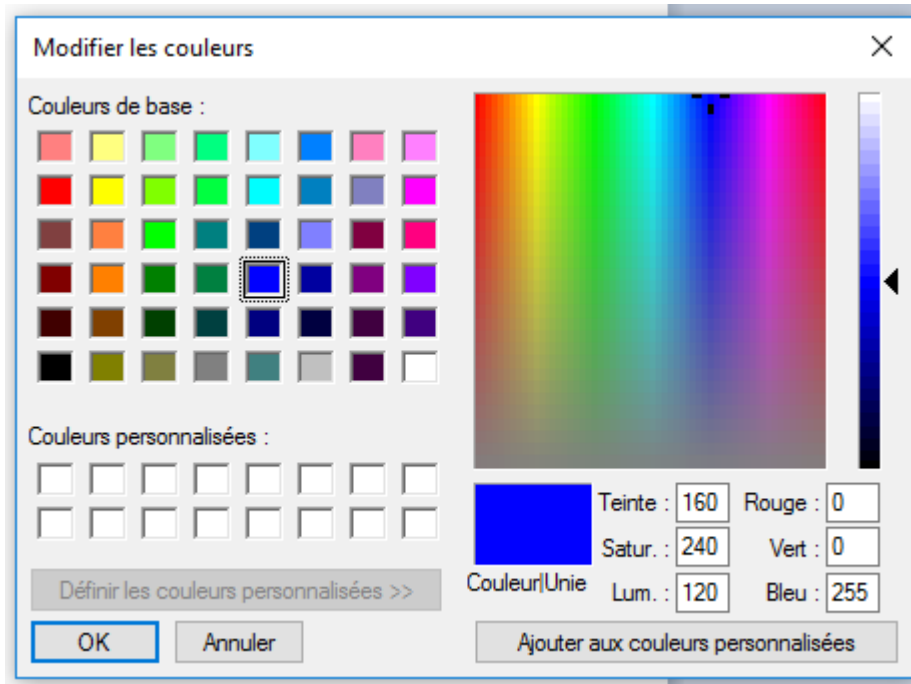 Modifier les couleurs
Couleurs de base :
Couleurs personnalisées :
Définir les couleurs personnalisées >>
OK Annuler
Couleur|Unie
Teinte : 160 Rouge : 0
Satur. : 240 Vert : 0
Lum. : 120 Bleu : 255
Ajouter aux couleurs personnalisées